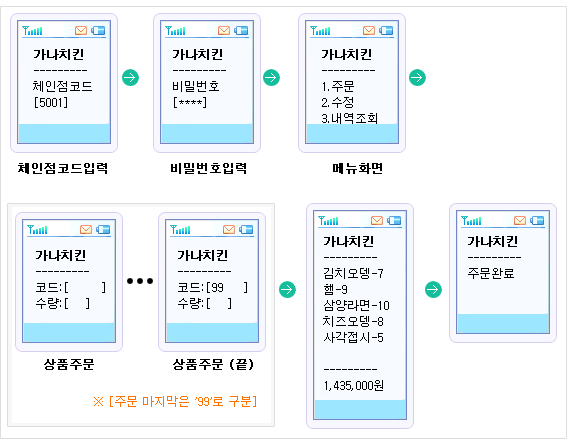 가나치킨
---------
체인점코드
[5001]
체인점코드입력
가나치킨
---------
비밀번호
[****]
비밀번호입력
가나치킨
---------
1.주문
2.수정
3.내역조회
메뉴화면
가나치킨
---------
코드:[    ]
수량:[  ]
상품주문
•••
가나치킨
---------
코드:[99  ]
수량:[  ]
상품주문 (끝)
※ [주문 마지막은 '99'로 구분]
가나치킨
---------
김치오뎅-7
햄-9
삼양라면-10
치즈오뎅-8
사각접시-5
---------
1,435,000원
가나치킨
---------
주문완료